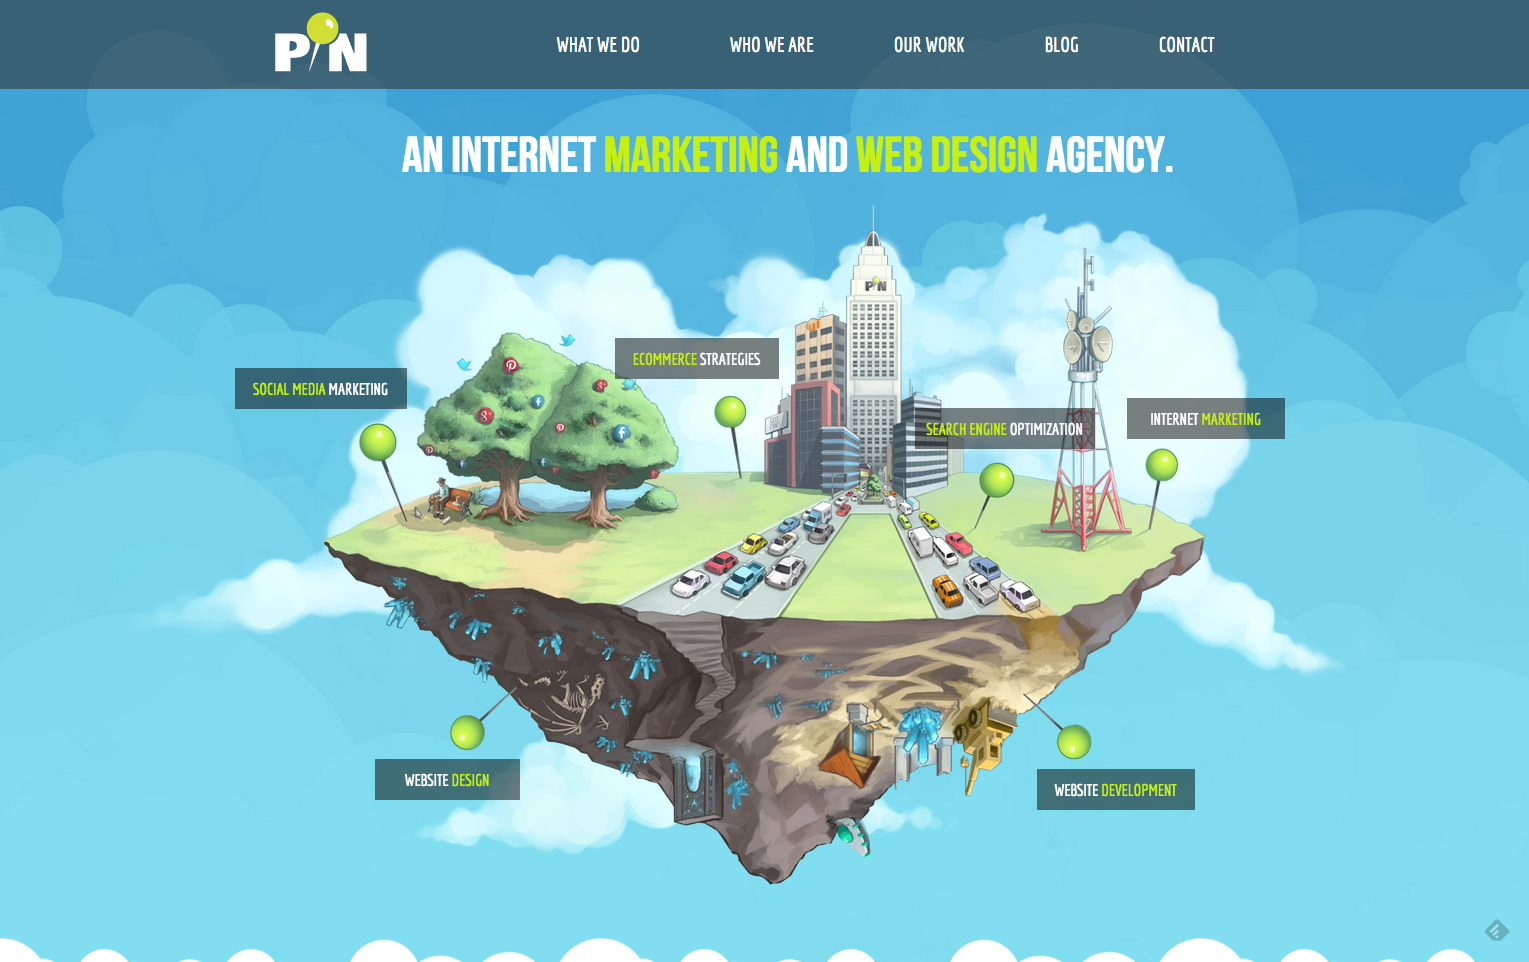 PIN
WHAT WE DO
WHO WE ARE
OUR WORK
BLOG
CONTACT
AN INTERNET MARKETING AND WEB DESIGN AGENCY.
PIN
ECOMMERCE STRATEGIES
SOCIAL MEDIA MARKETING
SEARCH ENGINE OPTIMIZATION
INTERNET MARKETING
WEBSITE DESIGN
WEBSITE DEVELOPMENT